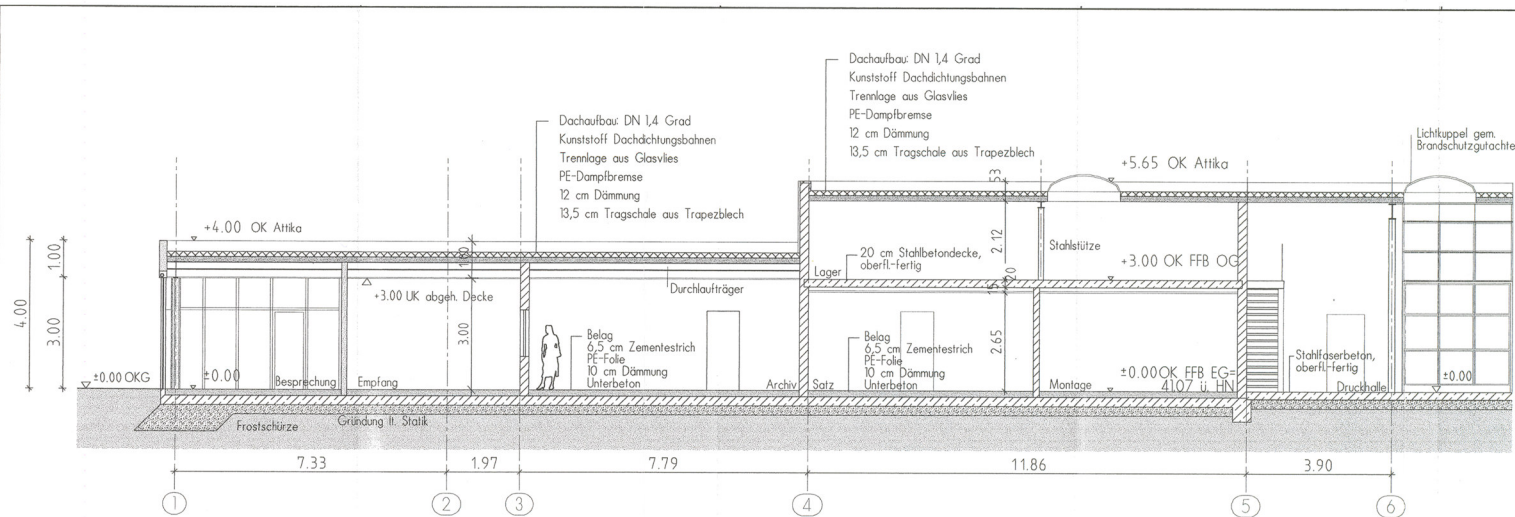 Dachaufbau: DN 1,4 Grad
Kunststoff Dachdichtungsbahnen
Trennlage aus Glasvlies
PE-Dampfbremse
12 cm Dämmung
13,5 cm Tragschale aus Trapezblech
Dachaufbau: DN 1,4 Grad
Kunststoff Dachdichtungsbahnen
Trennlage aus Glasvlies
PE-Dampfbremse
12 cm Dämmung
13,5 cm Tragschale aus Trapezblech
Lichtkuppel gem.
Brandschutzgutachte
+5.65 OK Attika
53
+4.00 OK Attika
4.00
1.00
3.00
1.00
3.00
+3.00 UK abgeh. Decke
Durchlaufträger
Lager
20 cm Stahlbetondecke,
oberfl.-fertig
2.12
20
15
2.65
Stahlstütze
+3.00 OK FFB OG
Belag
6,5 cm Zementestrich
PE-Folie
10 cm Dämmung
Unterbeton
Belag
6,5 cm Zementestrich
PE-Folie
10 cm Dämmung
Unterbeton
±0.00 OKG
±0.00
Besprechung
Empfang
Archiv
Satz
Montage
±0.00OK FFB EG=
41.07 ü. HN
Stahlfaserbeton,
oberfl.-fertig
Druckhalle
±0.00
Frostschürze
Gründung lt. Statik
7.33
1.97
7.79
11.86
3.90
1
2
3
4
5
6